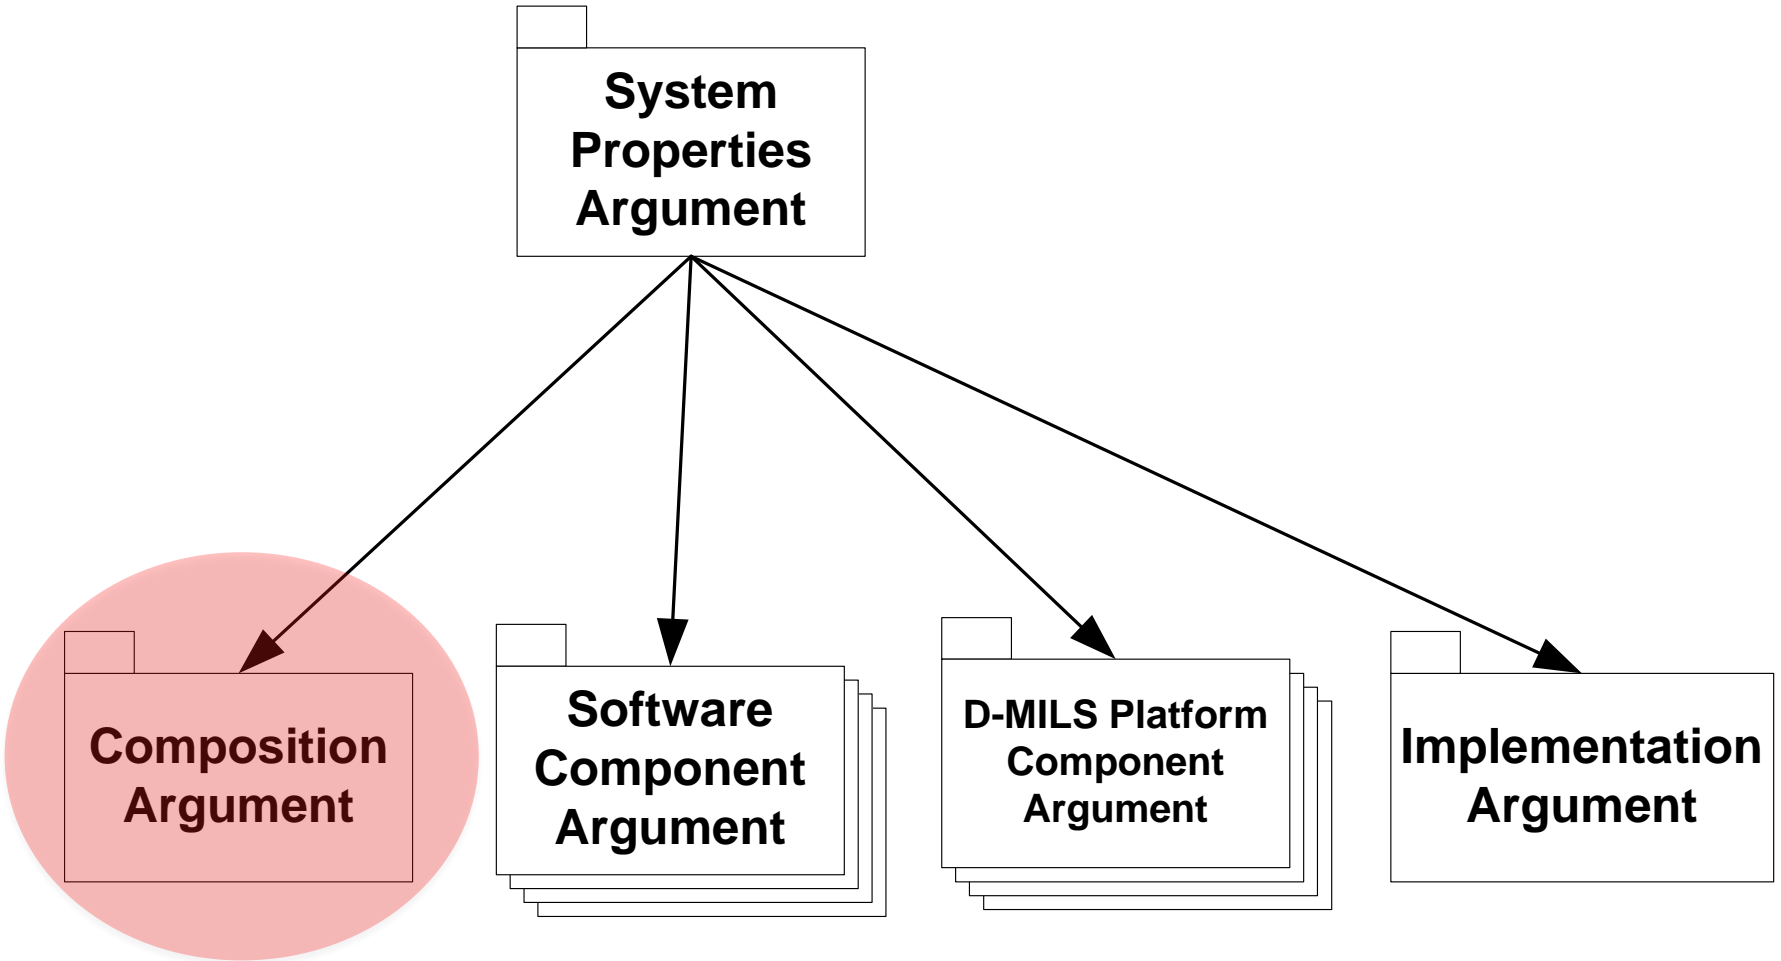 System
Properties
Argument
Composition
Argument
Software
Component
Argument
D-MILS Platform
Component
Argument
Implementation
Argument